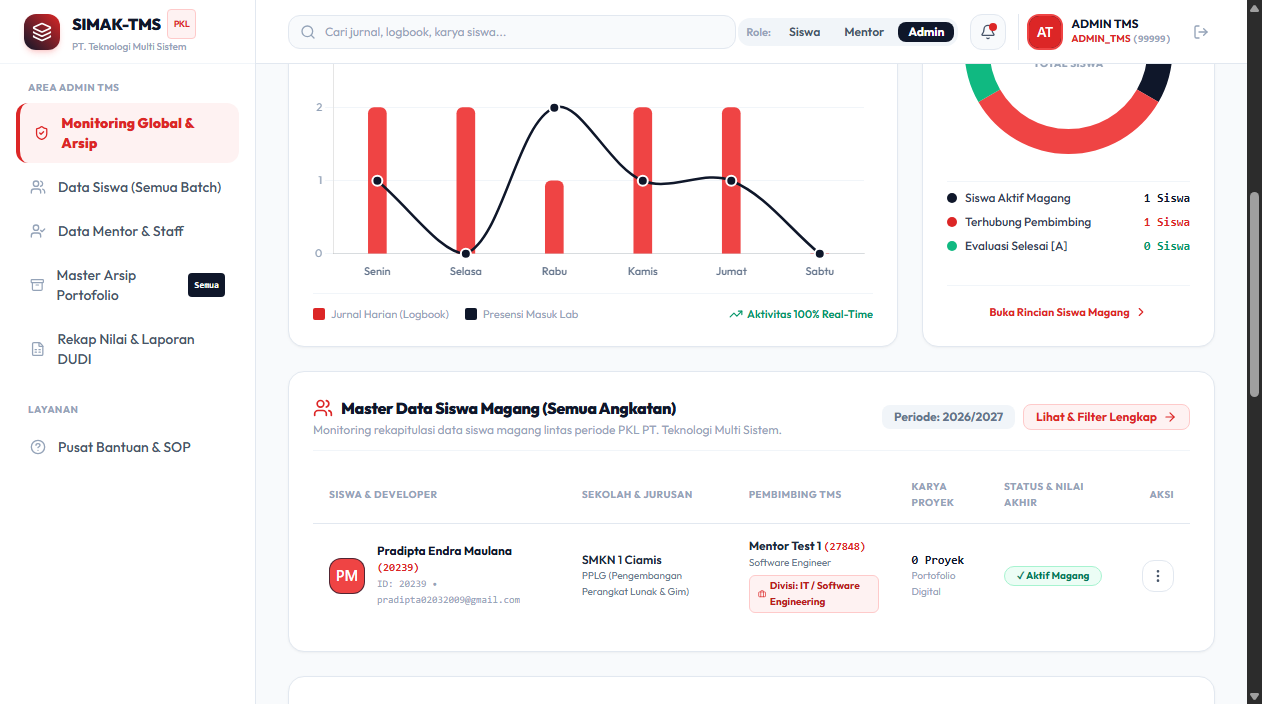 SIMAK-TMS PKL
PT. Teknologi Multi Sistem
Cari jurnal, logbook, karya siswa...
Role: Siswa Mentor Admin
AT
ADMIN TMS
ADMIN_TMS (99999)
AREA ADMIN TMS
Monitoring Global &
Arsip
Data Siswa (Semua Batch)
Data Mentor & Staff
Master Arsip
Portofolio
Semua
Rekap Nilai & Laporan
DUDI
LAYANAN
Pusat Bantuan & SOP
2
1
0
Senin Selasa Rabu Kamis Jumat Sabtu
Jurnal Harian (Logbook) Presensi Masuk Lab Aktivitas 100% Real-Time
TOTAL SISWA
Siswa Aktif Magang 1 Siswa
Terhubung Pembimbing 1 Siswa
Evaluasi Selesai [A] 0 Siswa
Buka Rincian Siswa Magang
Master Data Siswa Magang (Semua Angkatan)
Monitoring rekapitulasi data siswa magang lintas periode PKL PT. Teknologi Multi Sistem.
Periode: 2026/2027
Lihat & Filter Lengkap
SISWA & DEVELOPER
SEKOLAH & JURUSAN
PEMBIMBING TMS
KARYA
PROYEK
STATUS & NILAI
AKHIR
AKSI
PM
Pradipta Endra Maulana
(20239)
ID: 20239 •
pradipta02032009@gmail.com
SMKN 1 Ciamis
PPLG (Pengembangan
Perangkat Lunak & Gim)
Mentor Test 1 (27848)
Software Engineer
Divisi: IT / Software
Engineering
0 Proyek
Portofolio
Digital
✓ Aktif Magang